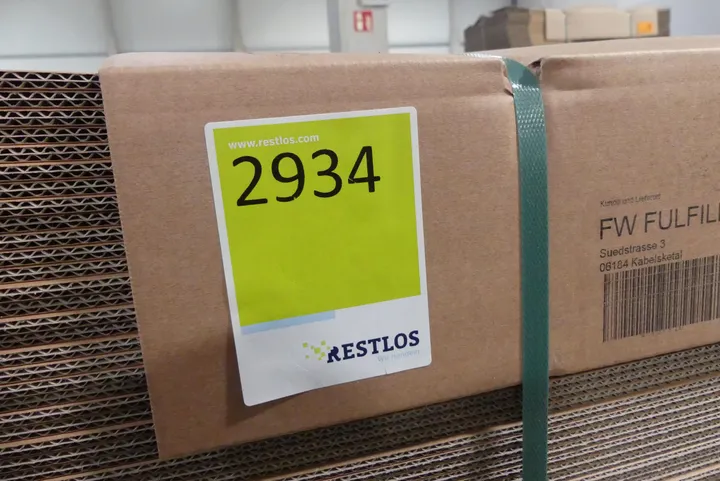 www.restlos.com
2934
RESTLOS
FW FULFIL
Suedstrasse 3
06184 Kabelsketal